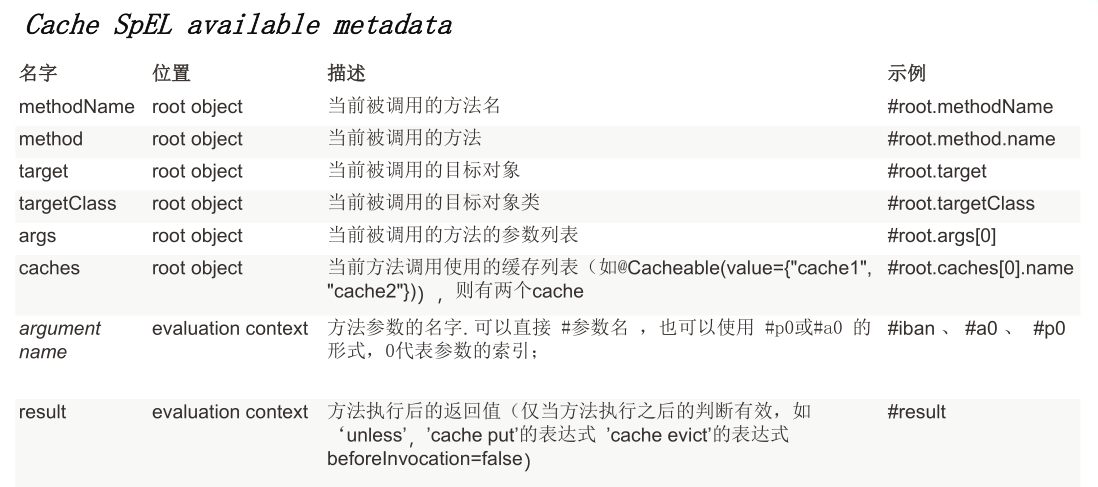 Cache SpEL available metadata
名字 位置 描述 示例
methodName root object 当前被调用的方法名 #root.methodName
method root object 当前被调用的方法 #root.method.name
target root object 当前被调用的目标对象 #root.target
targetClass root object 当前被调用的目标对象类 #root.targetClass
args root object 当前被调用的方法的参数列表 #root.args[0]
caches root object 当前方法调用使用的缓存列表（如@Cacheable(value={"cache1", #root.caches[0].name
"cache2"})），则有两个cache
argument evaluation context 方法参数的名字. 可以直接 #参数名 ，也可以使用 #p0或#a0 的 #iban 、 #a0 、 #p0
name 形式，0代表参数的索引；
result evaluation context 方法执行后的返回值（仅当方法执行之后的判断有效，如 #result
‘unless’，’cache put’的表达式 ’cache evict’的表达式
beforeInvocation=false）